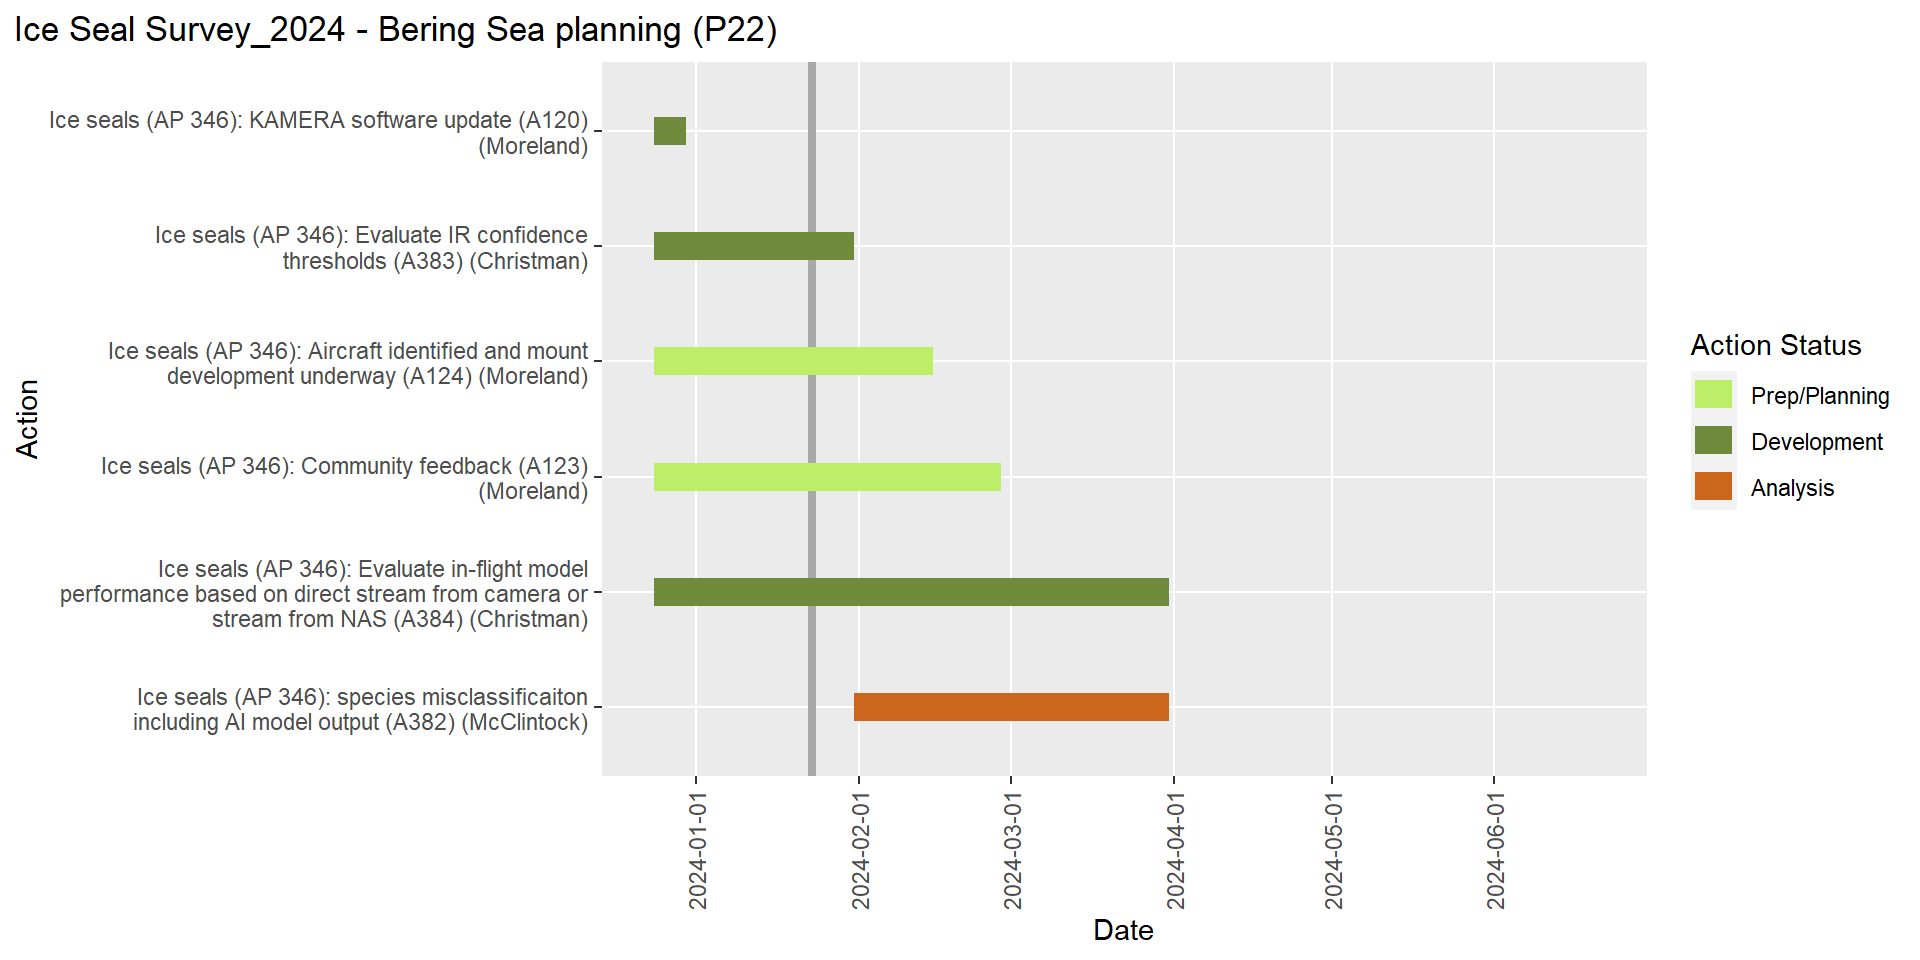 Ice Seal Survey_2024 - Bering Sea planning (P22)
Ice seals (AP 346): KAMERA software update (A120)
(Moreland)
Ice seals (AP 346): Evaluate IR confidence
thresholds (A383) (Christman)
Ice seals (AP 346): Aircraft identified and mount
development underway (A124) (Moreland)
Ice seals (AP 346): Community feedback (A123)
(Moreland)
Ice seals (AP 346): Evaluate in-flight model
performance based on direct stream from camera or
stream from NAS (A384) (Christman)
Ice seals (AP 346): species misclassificaiton
including AI model output (A382) (McClintock)
Action
2024-01-01
2024-02-01
2024-03-01
2024-04-01
2024-05-01
2024-06-01
Date
Action Status
Prep/Planning
Development
Analysis